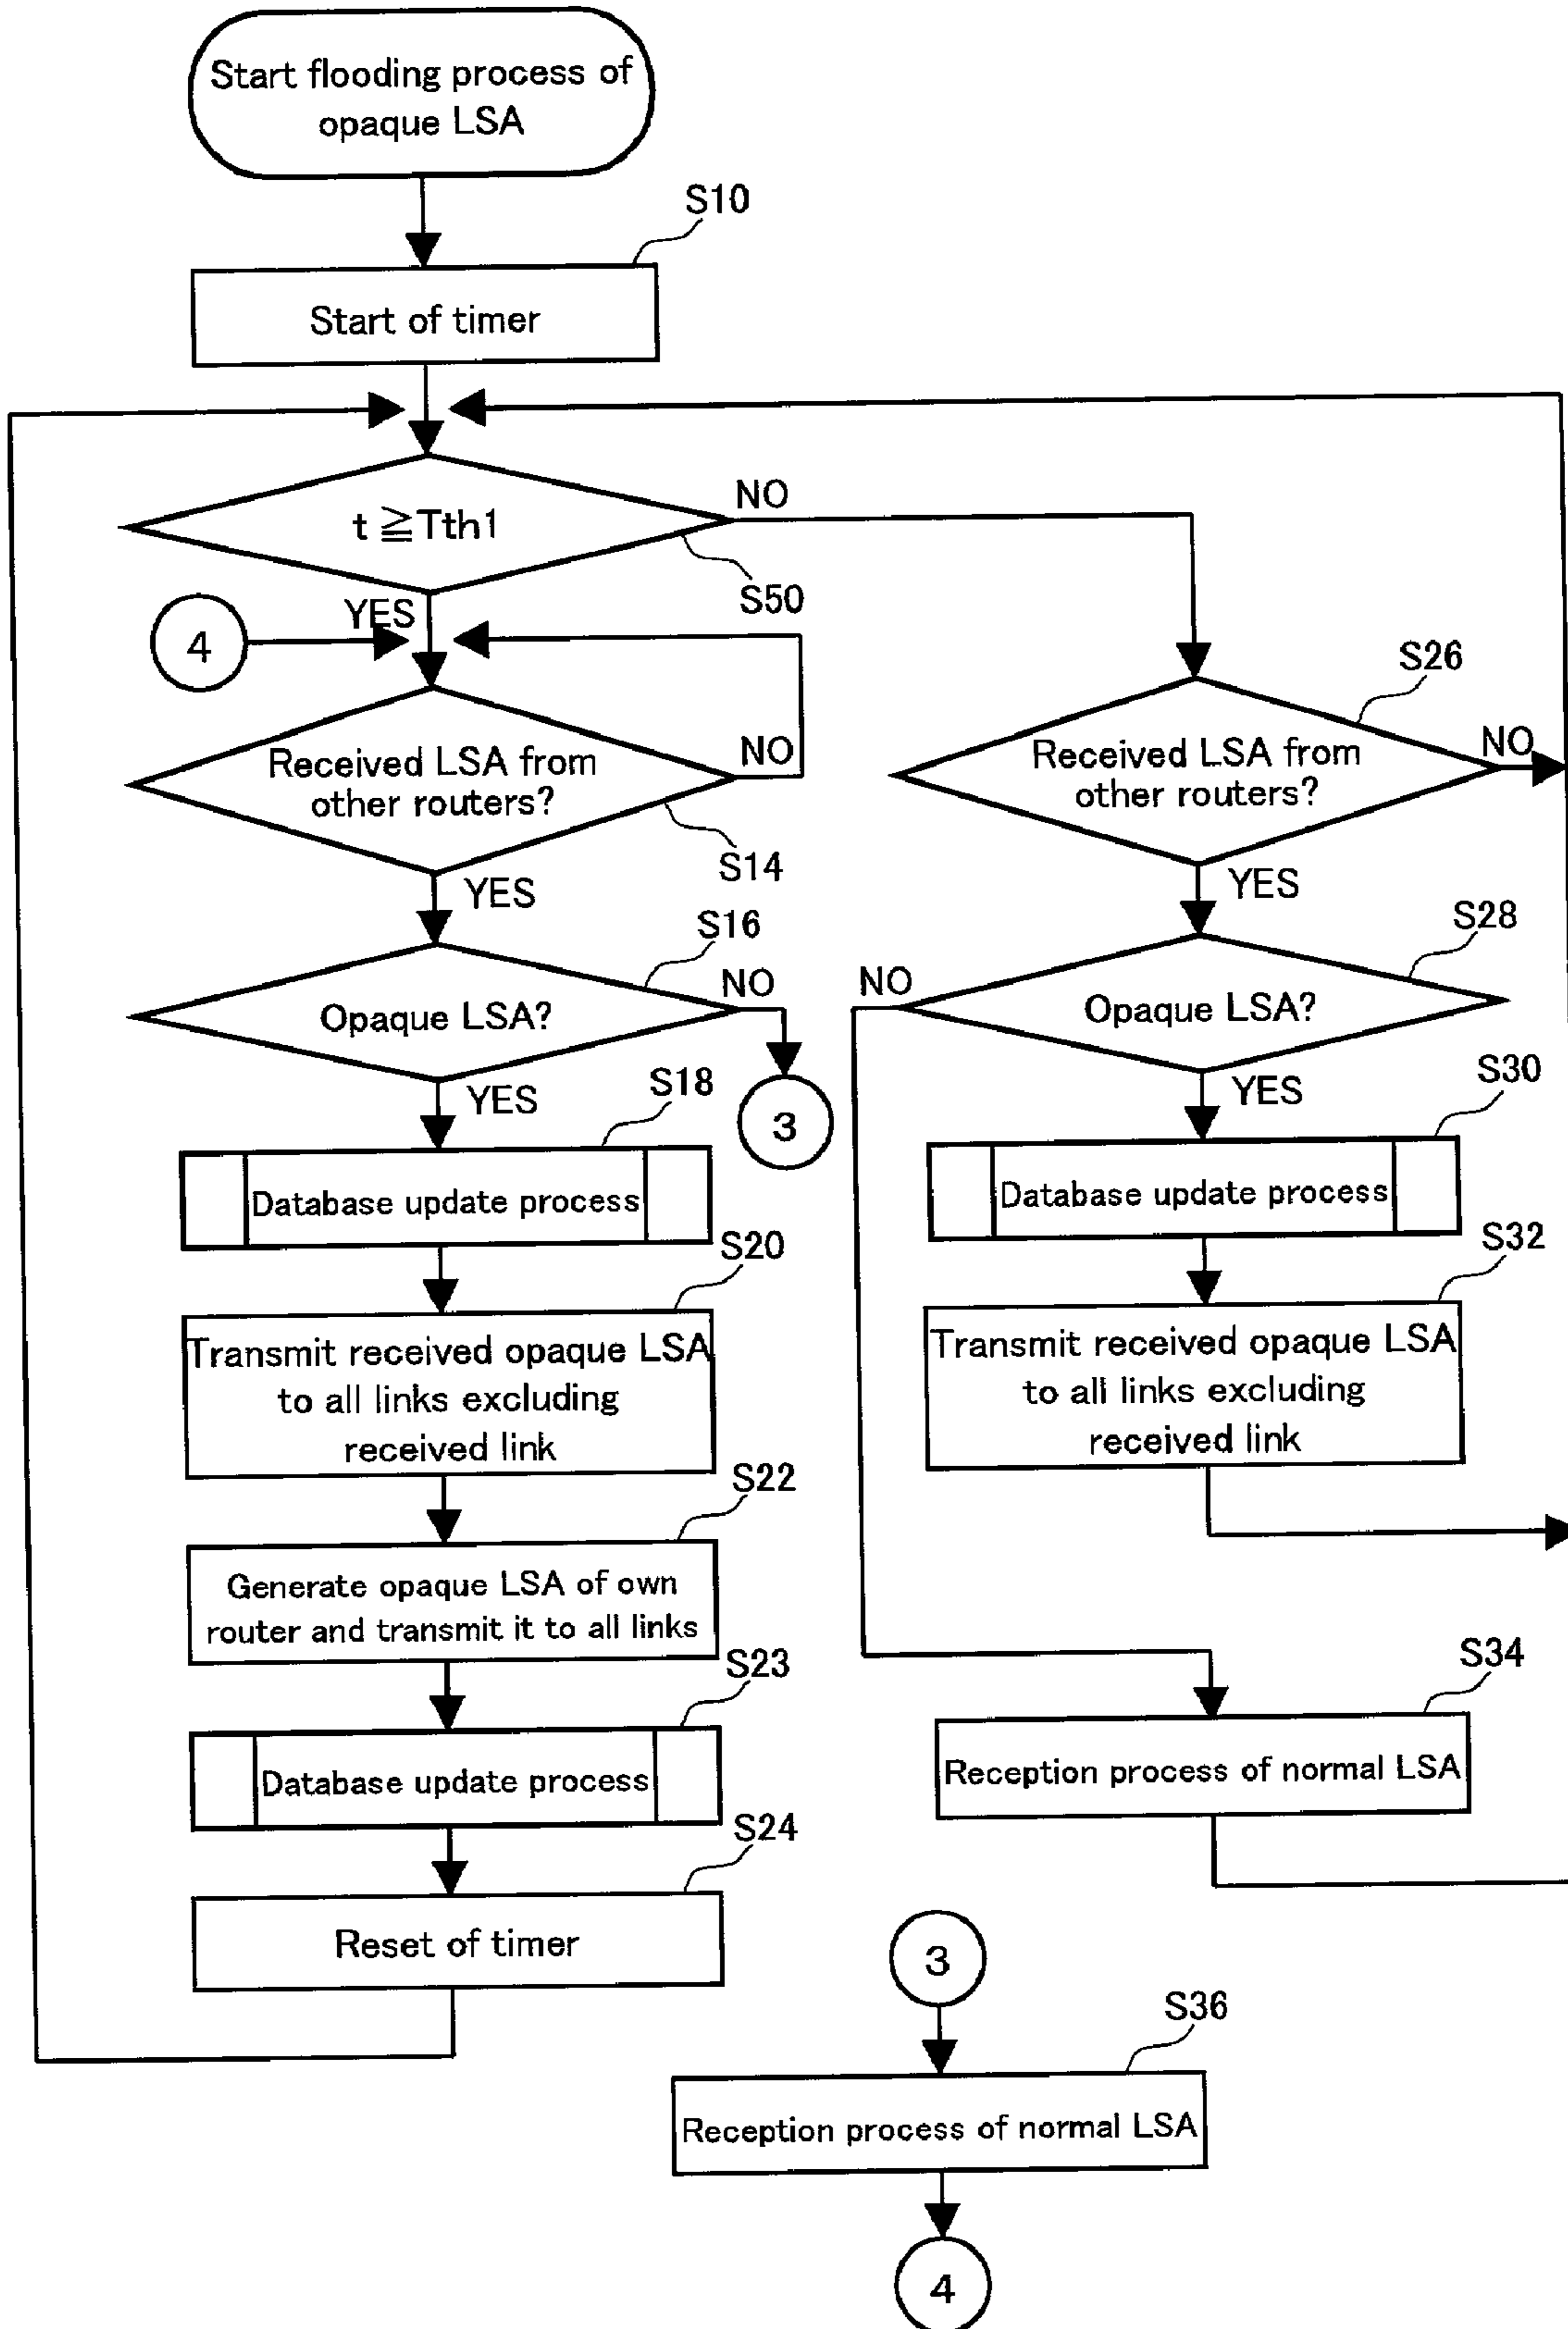 Start flooding process of
opaque LSA
S10
Start of timer
t ≧Tth1
NO
S50
YES
4
Received LSA from
other routers?
NO
S14
YES
S16
Opaque LSA?
NO
3
YES
S18
Database update process
S20
Transmit received opaque LSA
to all links excluding
received link
S22
Generate opaque LSA of own
router and transmit it to all links
S23
Database update process
S24
Reset of timer
S26
Received LSA from
other routers?
NO
YES
S28
NO
Opaque LSA?
YES
S30
Database update process
S32
Transmit received opaque LSA
to all links excluding
received link
S34
Reception process of normal LSA
3
S36
Reception process of normal LSA
4